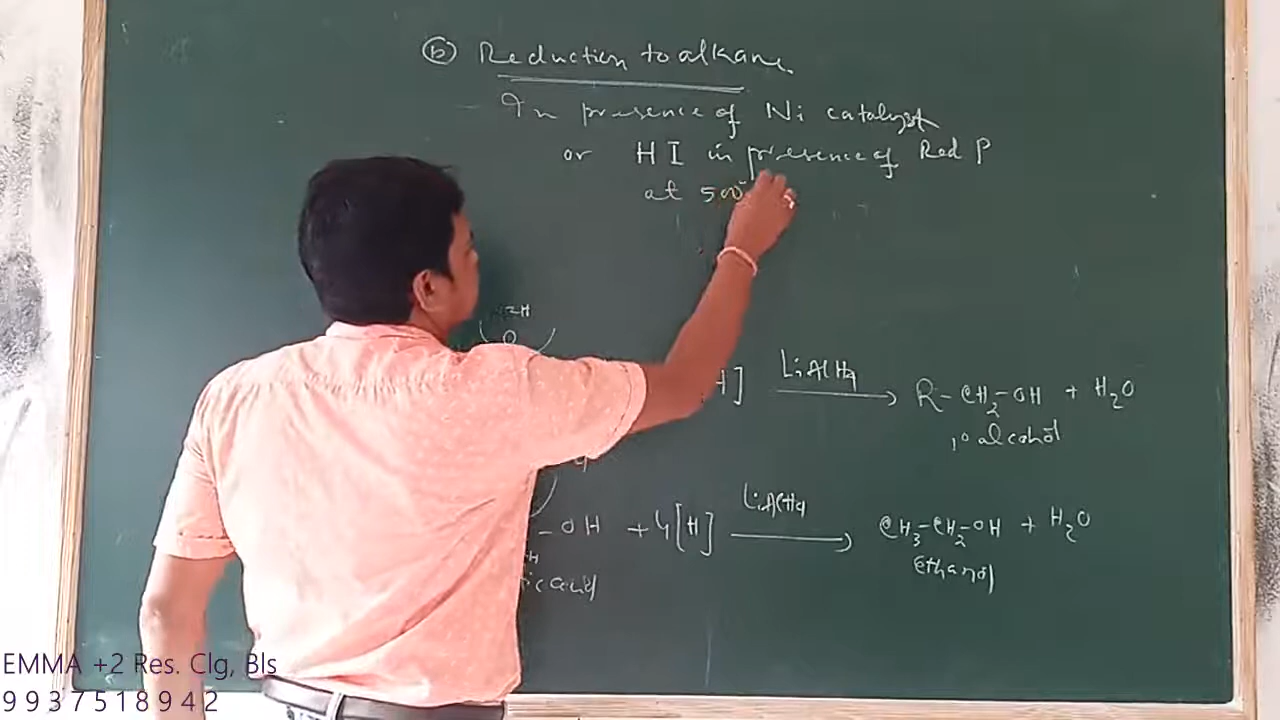 ⓑ Reduction to alkane.
In presence of Ni catalyst
or HI in presence of Red P
at 500
H]
LiAlH4
R-CH2-OH + H2O
1° alcohol
-OH + 4[H]
LiAlH4
CH3-CH2-OH + H2O
ethanol
EMMA +2 Res. Clg, Bls
9937518942